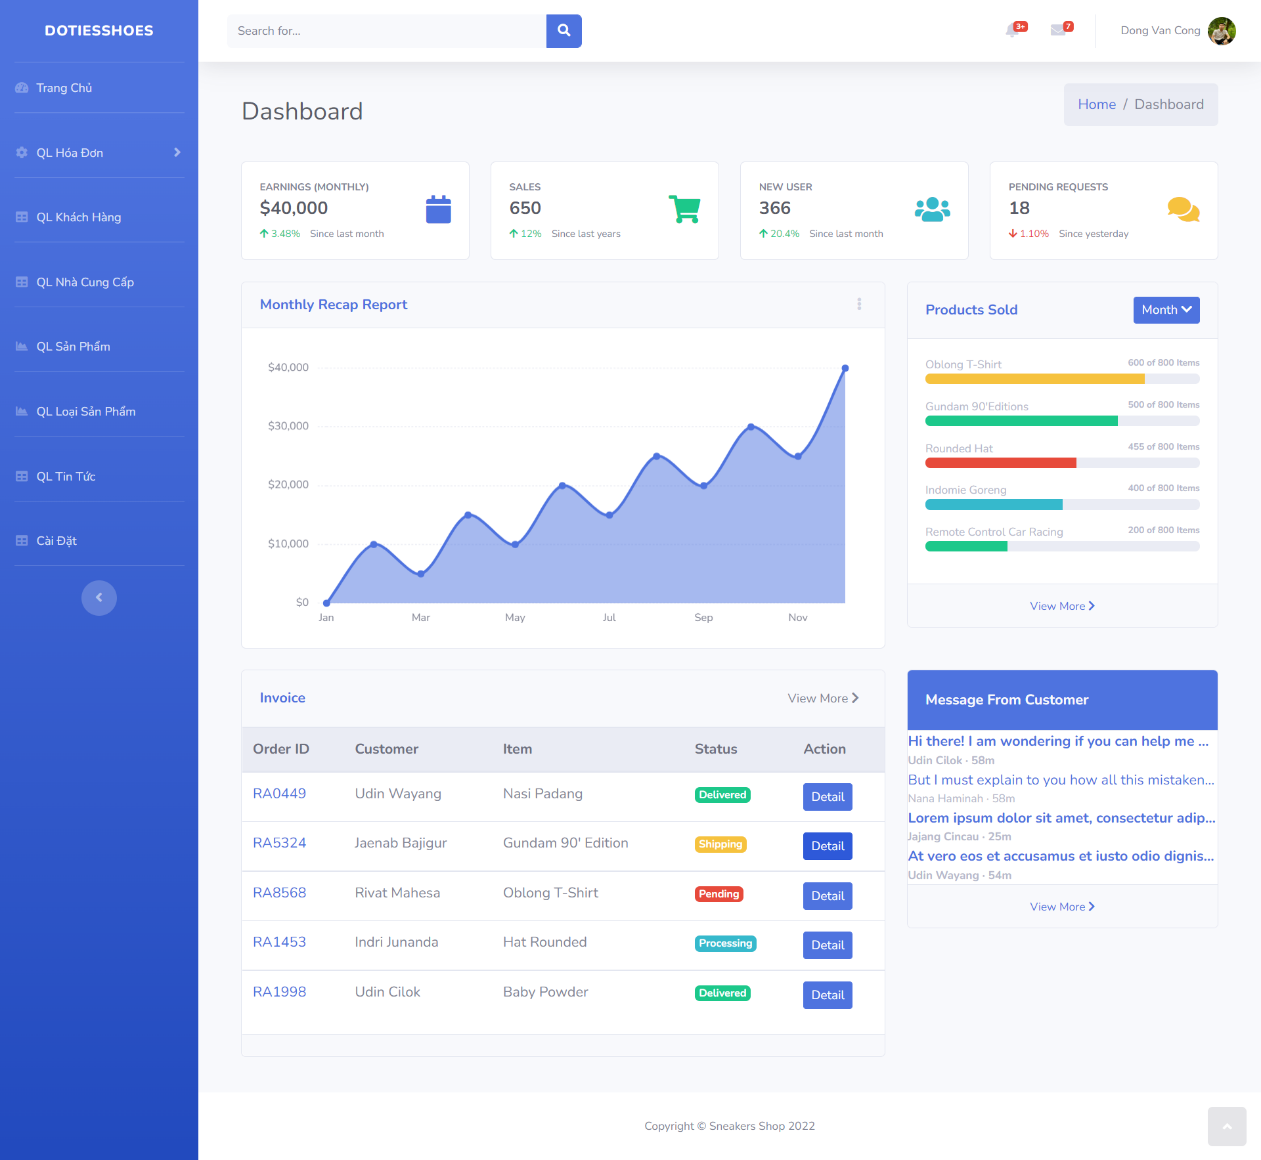 DOTIESSHOES
Search for...
3+
7
Dong Van Cong
Trang Chủ
QL Hóa Đơn
QL Khách Hàng
QL Nhà Cung Cấp
QL Sản Phẩm
QL Loại Sản Phẩm
QL Tin Tức
Cài Đặt
Dashboard
Home / Dashboard
EARNINGS (MONTHLY)
$40,000
3.48% Since last month
SALES
650
12% Since last years
NEW USER
366
20.4% Since last month
PENDING REQUESTS
18
1.10% Since yesterday
Monthly Recap Report
$40,000
$30,000
$20,000
$10,000
$0
Jan Mar May Jul Sep Nov
Products Sold
Month
Oblong T-Shirt 600 of 800 Items
Gundam 90'Editions 500 of 800 Items
Rounded Hat 455 of 800 Items
Indomie Goreng 400 of 800 Items
Remote Control Car Racing 200 of 800 Items
View More
Invoice View More
Order ID Customer Item Status Action
RA0449 Udin Wayang Nasi Padang Delivered Detail
RA5324 Jaenab Bajigur Gundam 90' Edition Shipping Detail
RA8568 Rivat Mahesa Oblong T-Shirt Pending Detail
RA1453 Indri Junanda Hat Rounded Processing Detail
RA1998 Udin Cilok Baby Powder Delivered Detail
Message From Customer
Hi there! I am wondering if you can help me ...
Udin Cilok · 58m
But I must explain to you how all this mistaken...
Nana Haminah · 58m
Lorem ipsum dolor sit amet, consectetur adip...
Jajang Cincau · 25m
At vero eos et accusamus et iusto odio dignis...
Udin Wayang · 54m
View More
Copyright © Sneakers Shop 2022